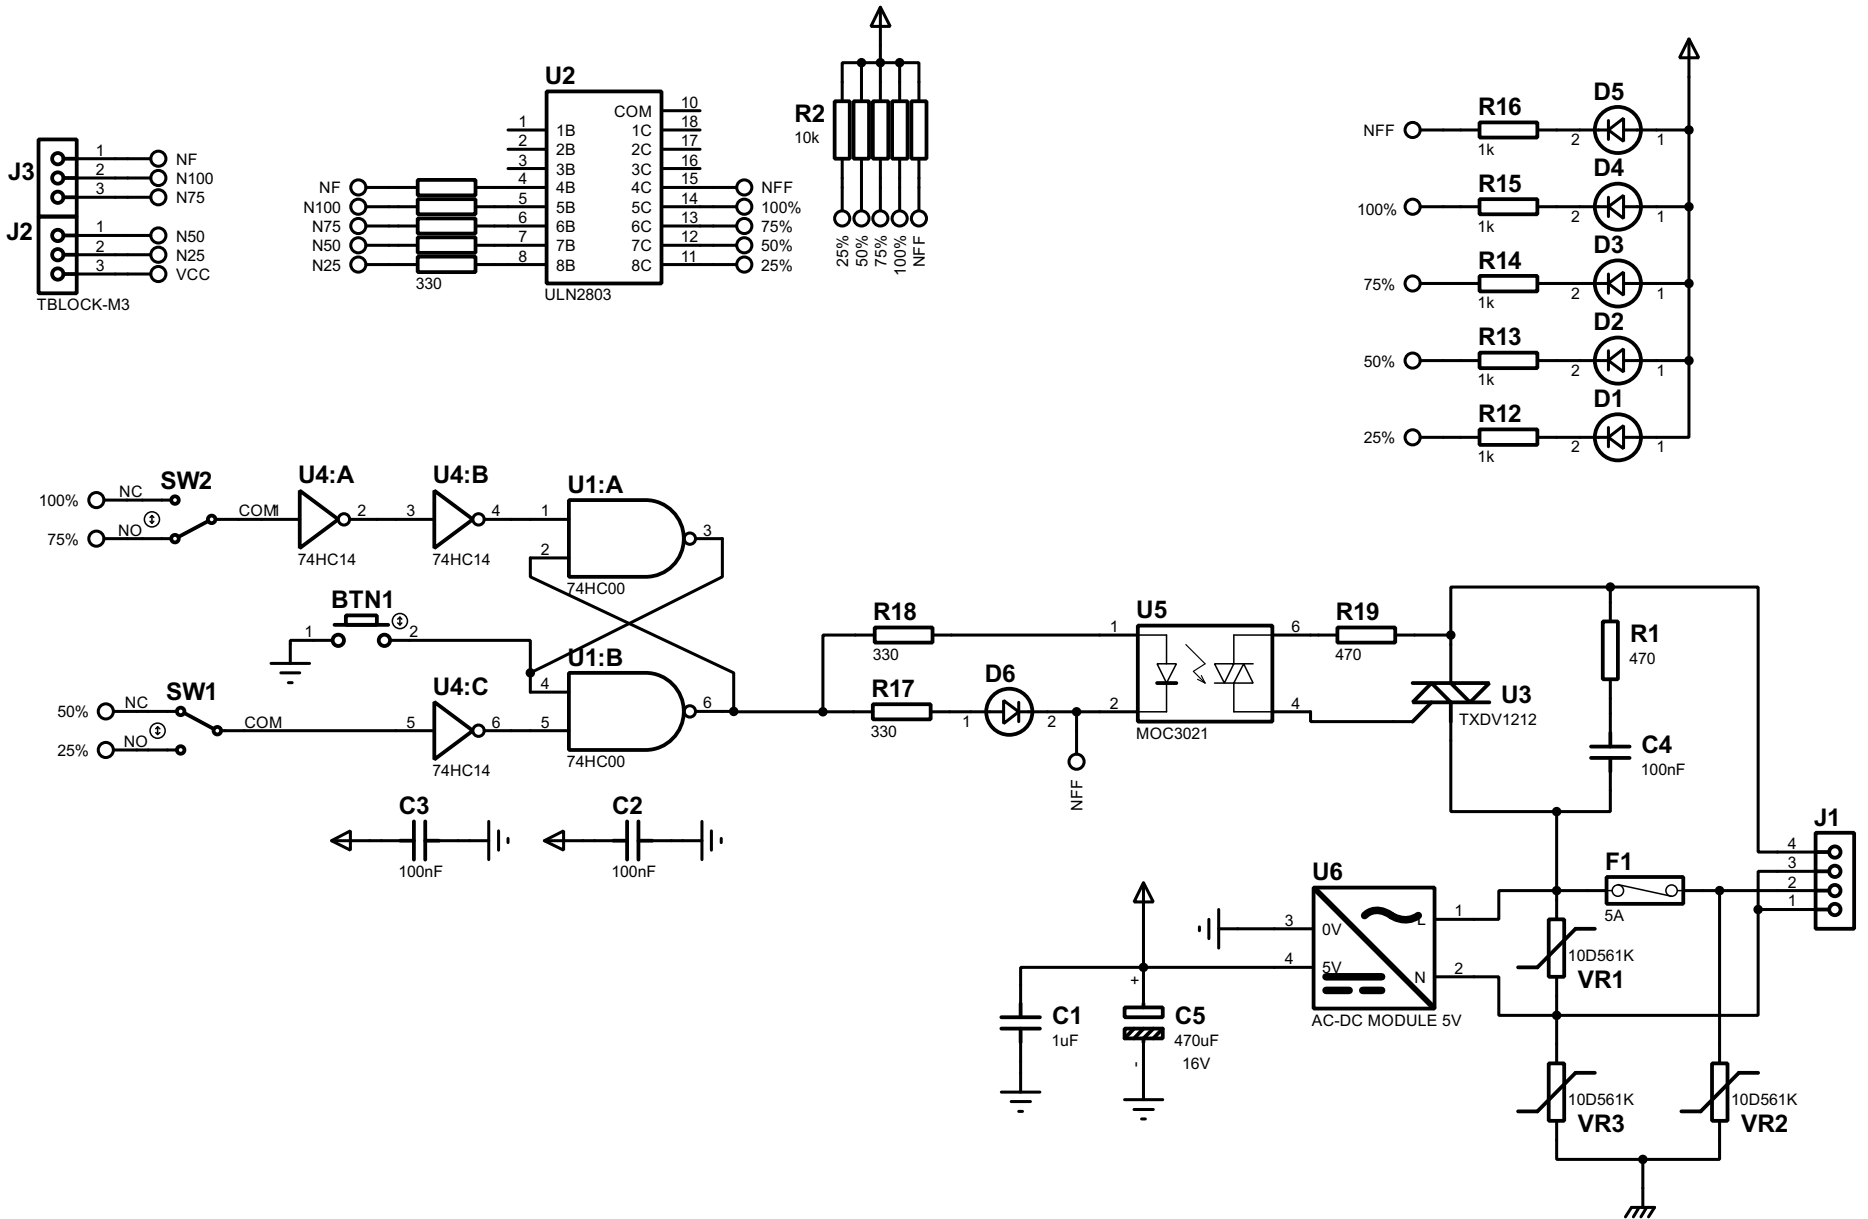 J3
1
2
3
NF
N100
N75
J2
1
2
3
N50
N25
VCC
TBLOCK-M3
U2
COM
10
1
1B
1C
18
2
2B
2C
17
3
3B
3C
16
NF
4
4B
4C
15
NFF
N100
5
5B
5C
14
100%
N75
6
6B
6C
13
75%
N50
7
7B
7C
12
50%
N25
8
8B
8C
11
25%
330
ULN2803
R2
10k
25%
50%
75%
100%
NFF
NFF
R16
1k
2
D5
1
100%
R15
1k
2
D4
1
75%
R14
1k
2
D3
1
50%
R13
1k
2
D2
1
25%
R12
1k
2
D1
1
100%
NC
SW2
75%
NO
COM
1
U4:A
2
74HC14
3
U4:B
4
74HC14
1
2
U1:A
3
74HC00
BTN1
1
2
50%
NC
SW1
25%
NO
COM
5
U4:C
6
74HC14
4
5
U1:B
6
74HC00
R18
330
R17
330
D6
1
2
NFF
U5
1
2
6
4
MOC3021
R19
470
U3
TXDV1212
R1
470
C4
100nF
C3
100nF
C2
100nF
J1
4
3
2
1
F1
5A
U6
L
1
N
2
3
0V
4
5V
AC-DC MODULE 5V
C1
1uF
+
C5
470uF
16V
-
10D561K
VR1
10D561K
VR3
10D561K
VR2